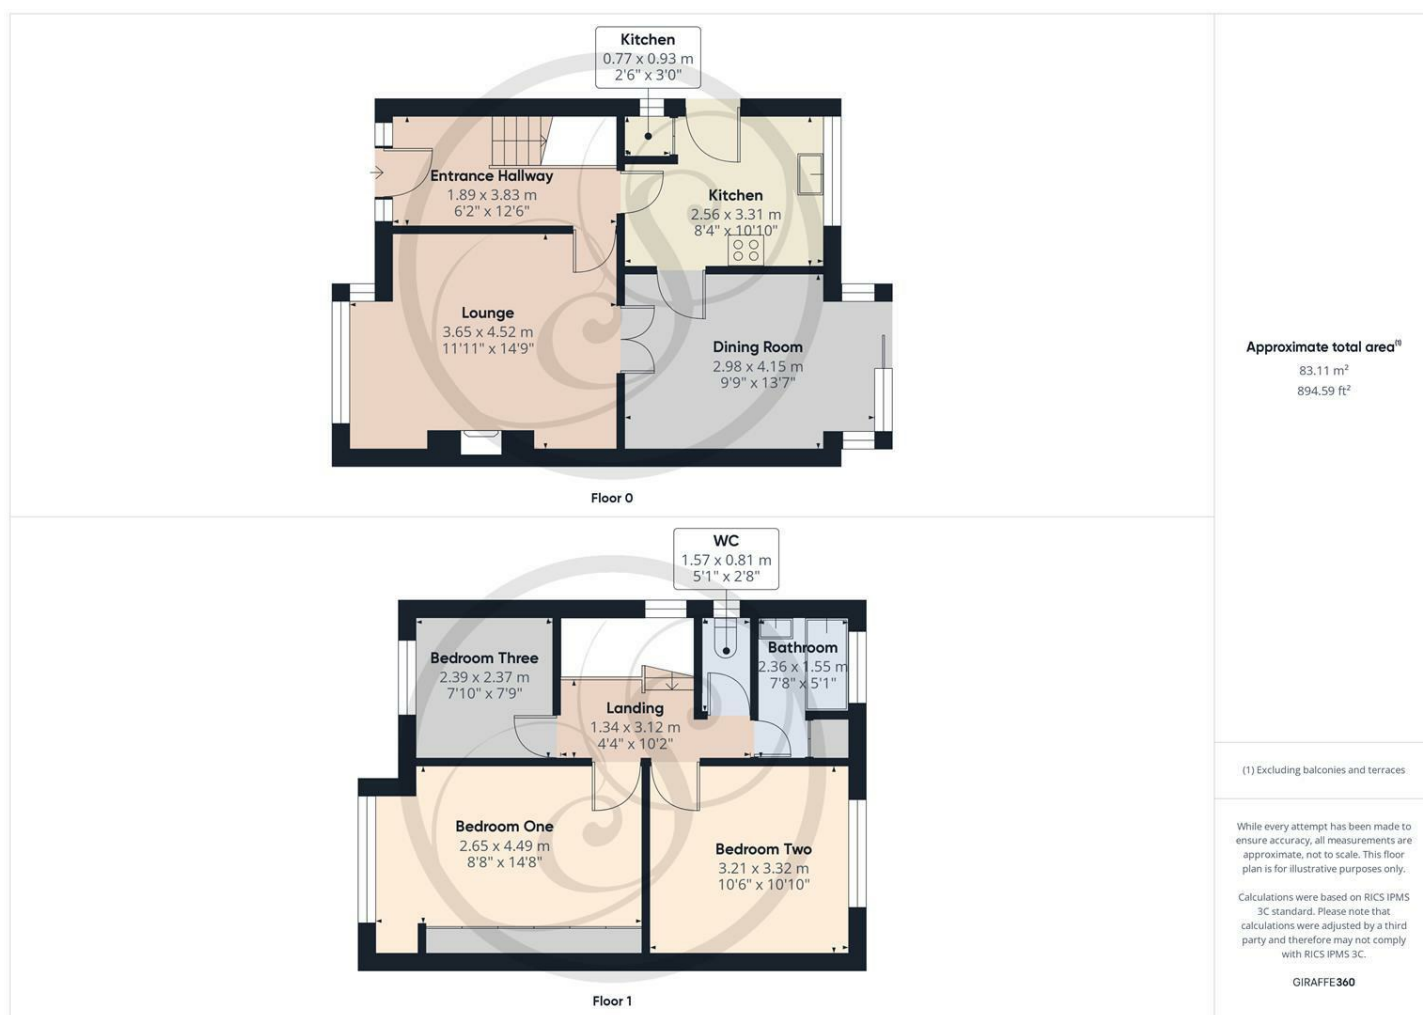 Kitchen
0.77 x 0.93 m
2'6" x 3'0"
Entrance Hallway
1.89 x 3.83 m
6'2" x 12'6"
Kitchen
2.56 x 3.31 m
8'4" x 10'10"
Lounge
3.65 x 4.52 m
11'11" x 14'9"
Dining Room
2.98 x 4.15 m
9'9" x 13'7"
Floor 0
WC
1.57 x 0.81 m
5'1" x 2'8"
Bedroom Three
2.39 x 2.37 m
7'10" x 7'9"
Bathroom
2.36 x 1.55 m
7'8" x 5'1"
Landing
1.34 x 3.12 m
4'4" x 10'2"
Bedroom One
2.65 x 4.49 m
8'8" x 14'8"
Bedroom Two
3.21 x 3.32 m
10'6" x 10'10"
Floor 1
Approximate total area(1)
83.11 m²
894.59 ft²
(1) Excluding balconies and terraces
While every attempt has been made to
ensure accuracy, all measurements are
approximate, not to scale. This floor
plan is for illustrative purposes only.
Calculations were based on RICS IPMS
3C standard. Please note that
calculations were adjusted by a third
party and therefore may not comply
with RICS IPMS 3C.
GIRAFFE360